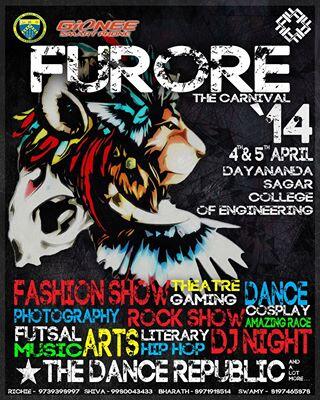 GIONEE
SMART PHONE
FURORE
THE CARNIVAL
'14
4TH & 5TH APRIL
DAYANANDA
SAGAR
COLLEGE
OF ENGINEERING
FASHION SHOW THEATRE GAMING DANCE
PHOTOGRAPHY ROCK SHOW COSPLAY AMAZING RACE
FUTSAL MUSIC ARTS LITERARY HIP HOP DJ NIGHT
★ THE DANCE REPUBLIC AND A LOT MORE...
RICHIE - 9739398997 SHIVA - 9980043433 BHARATH - 8971918514 SWAMY - 8197465878